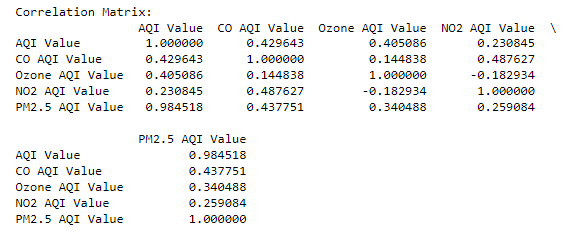 Correlation Matrix:
AQI Value CO AQI Value Ozone AQI Value NO2 AQI Value \
AQI Value 1.000000 0.429643 0.405086 0.230845
CO AQI Value 0.429643 1.000000 0.144838 0.487627
Ozone AQI Value 0.405086 0.144838 1.000000 -0.182934
NO2 AQI Value 0.230845 0.487627 -0.182934 1.000000
PM2.5 AQI Value 0.984518 0.437751 0.340488 0.259084
PM2.5 AQI Value
AQI Value 0.984518
CO AQI Value 0.437751
Ozone AQI Value 0.340488
NO2 AQI Value 0.259084
PM2.5 AQI Value 1.000000